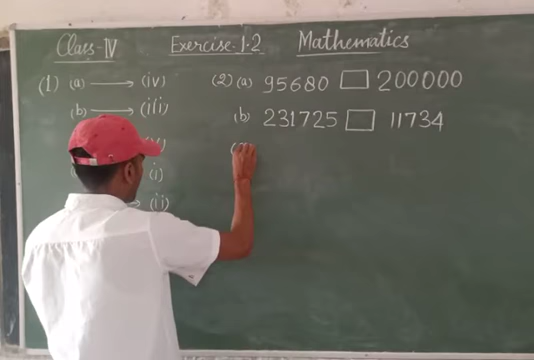 Class-IV Exercise-1.2 Mathematics
(1) (a) → (iv) (2) (a) 95680 □ 200000
(b) → (iii) (b) 231725 □ 11734
(i)
(ii)